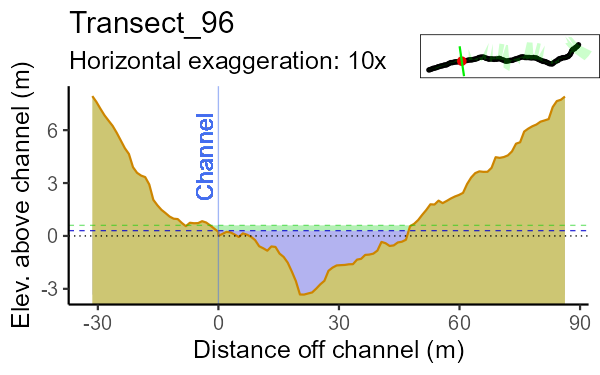 Transect_96
Horizontal exaggeration: 10x
Elev. above channel (m)
6
3
0
-3
Channel
-30
0
30
60
90
Distance off channel (m)